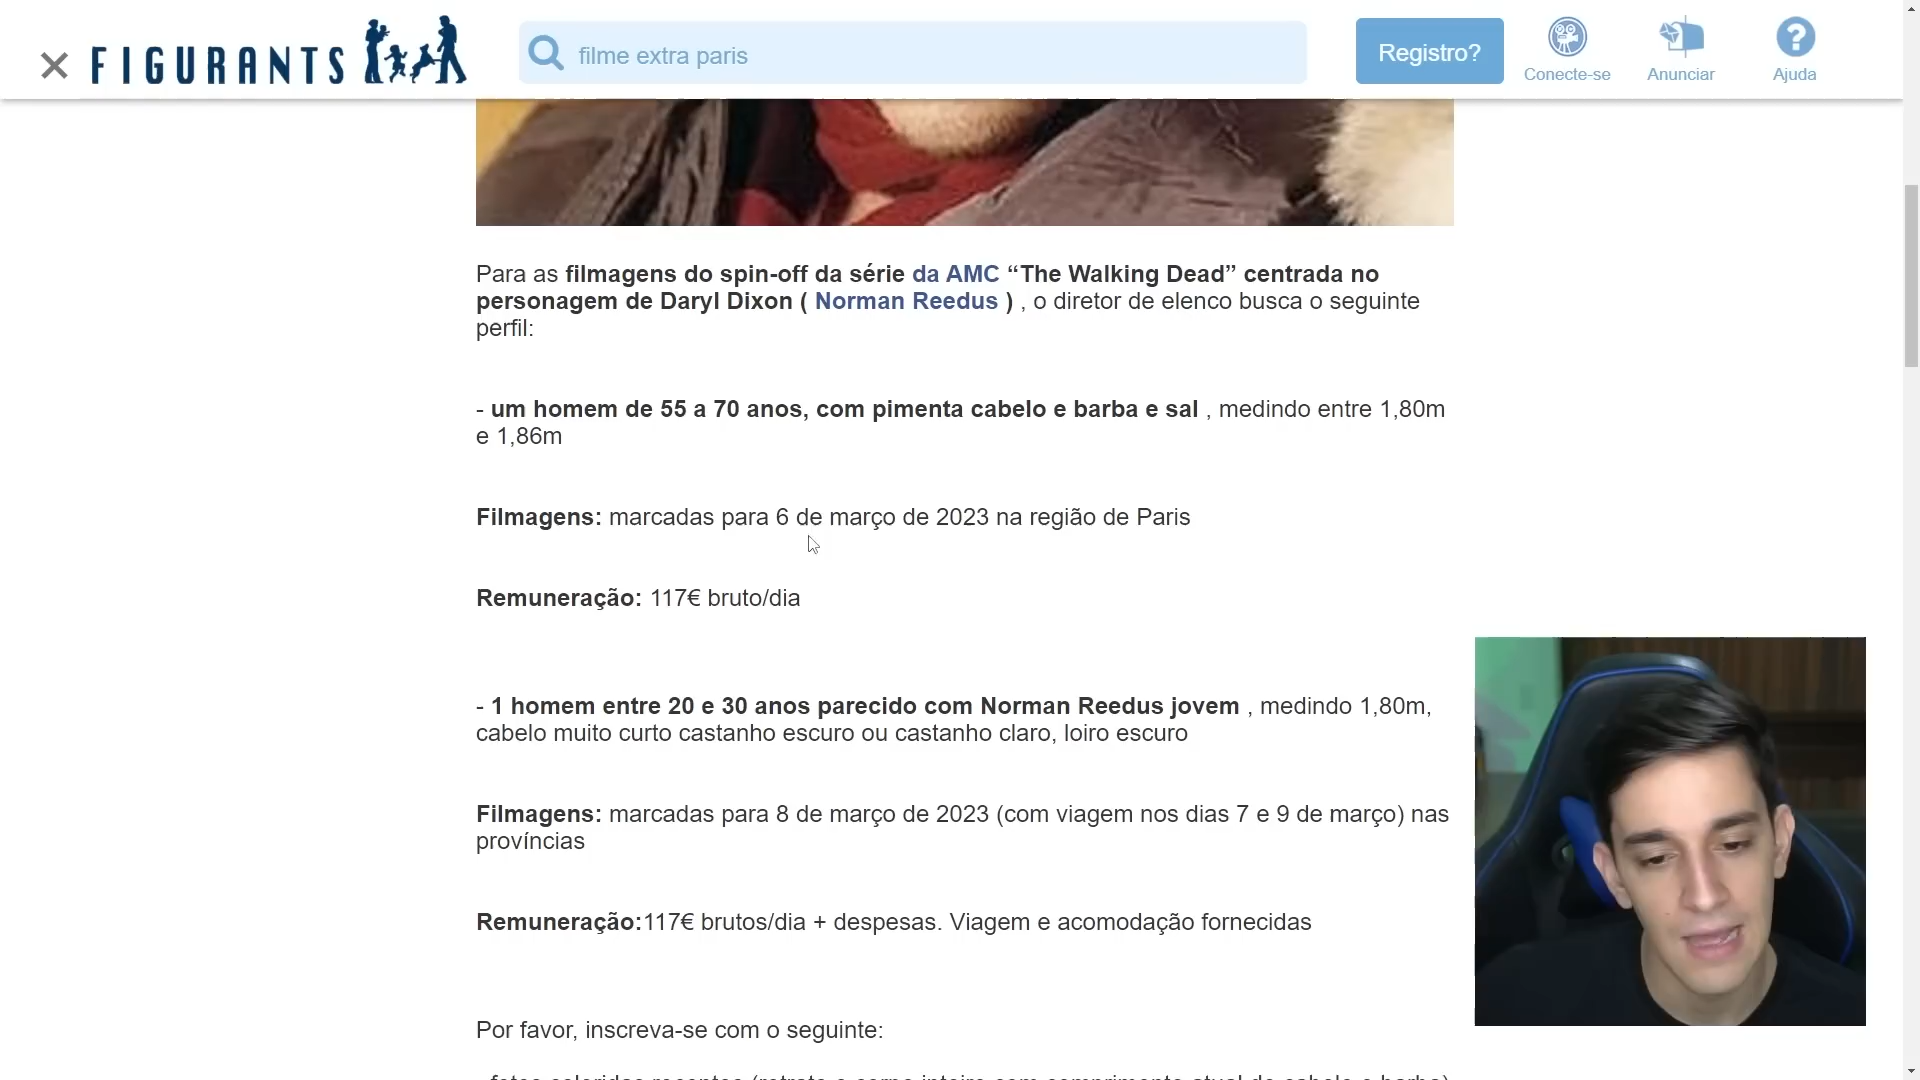 FIGURANTS
filme extra paris
Registro?
Conecte-se
Anunciar
Ajuda
Para as filmagens do spin-off da série da AMC “The Walking Dead” centrada no
personagem de Daryl Dixon ( Norman Reedus ) , o diretor de elenco busca o seguinte
perfil:
- um homem de 55 a 70 anos, com pimenta cabelo e barba e sal , medindo entre 1,80m
e 1,86m
Filmagens: marcadas para 6 de março de 2023 na região de Paris
Remuneração: 117€ bruto/dia
- 1 homem entre 20 e 30 anos parecido com Norman Reedus jovem , medindo 1,80m,
cabelo muito curto castanho escuro ou castanho claro, loiro escuro
Filmagens: marcadas para 8 de março de 2023 (com viagem nos dias 7 e 9 de março) nas
províncias
Remuneração:117€ brutos/dia + despesas. Viagem e acomodação fornecidas
Por favor, inscreva-se com o seguinte: